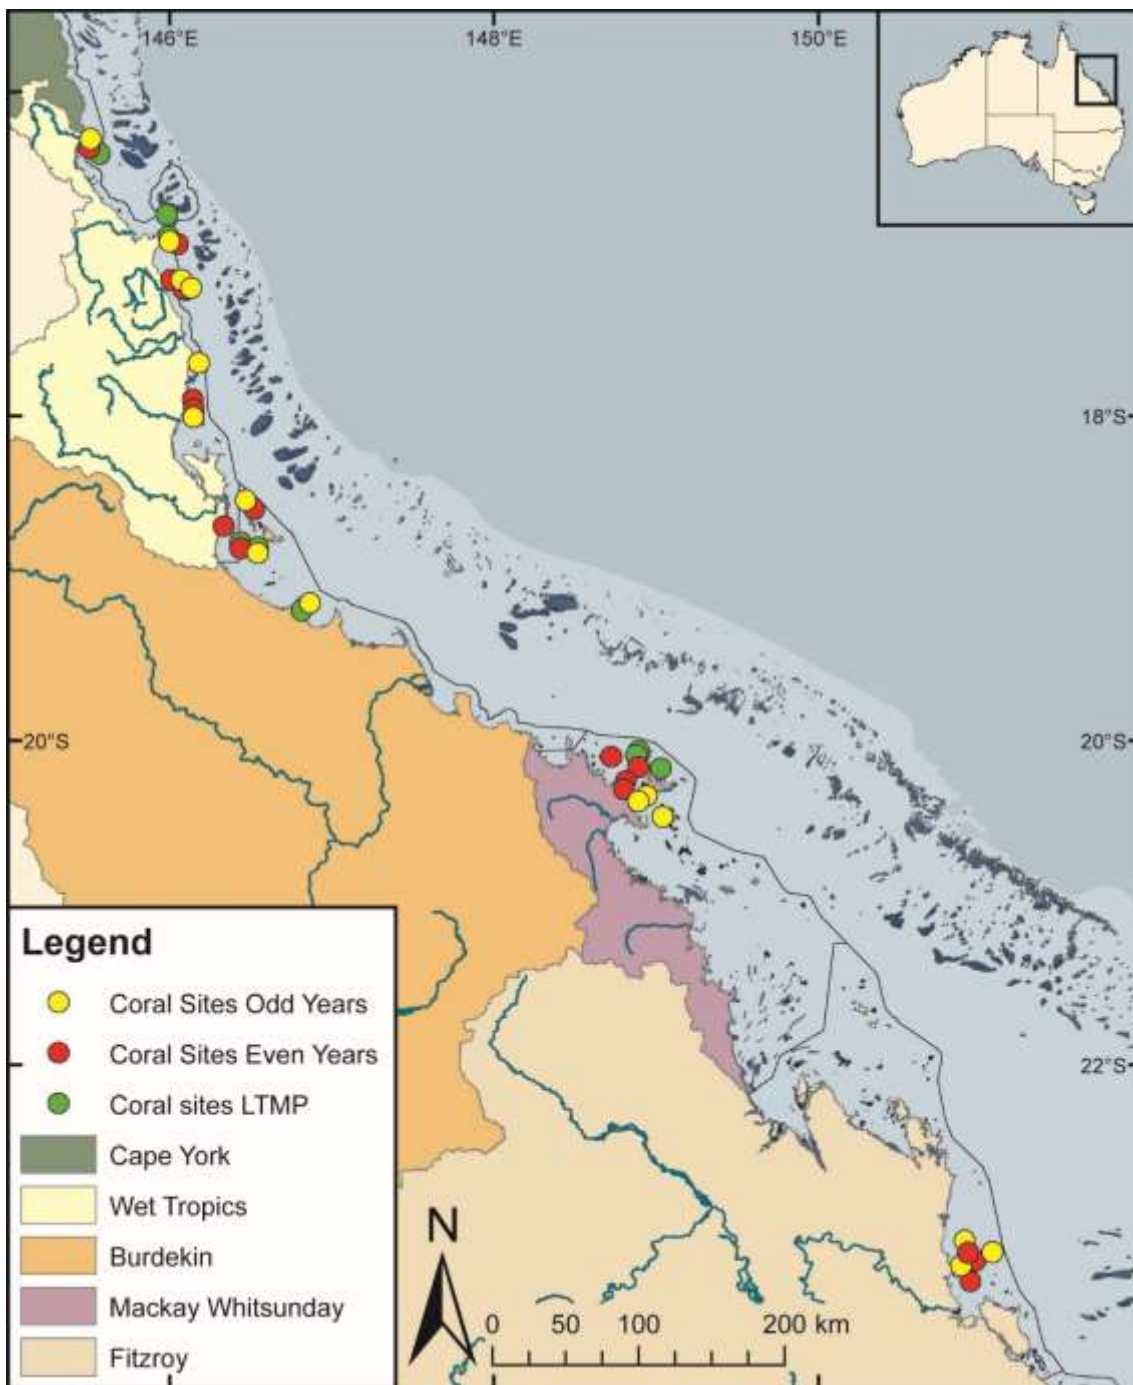 146°E 148°E 150°E
18°S
20°S 20°S
22°S
Legend
Coral Sites Odd Years
Coral Sites Even Years
Coral sites LTMP
Cape York
Wet Tropics
Burdekin
Mackay Whitsunday
Fitzroy
N
0 50 100 200 km